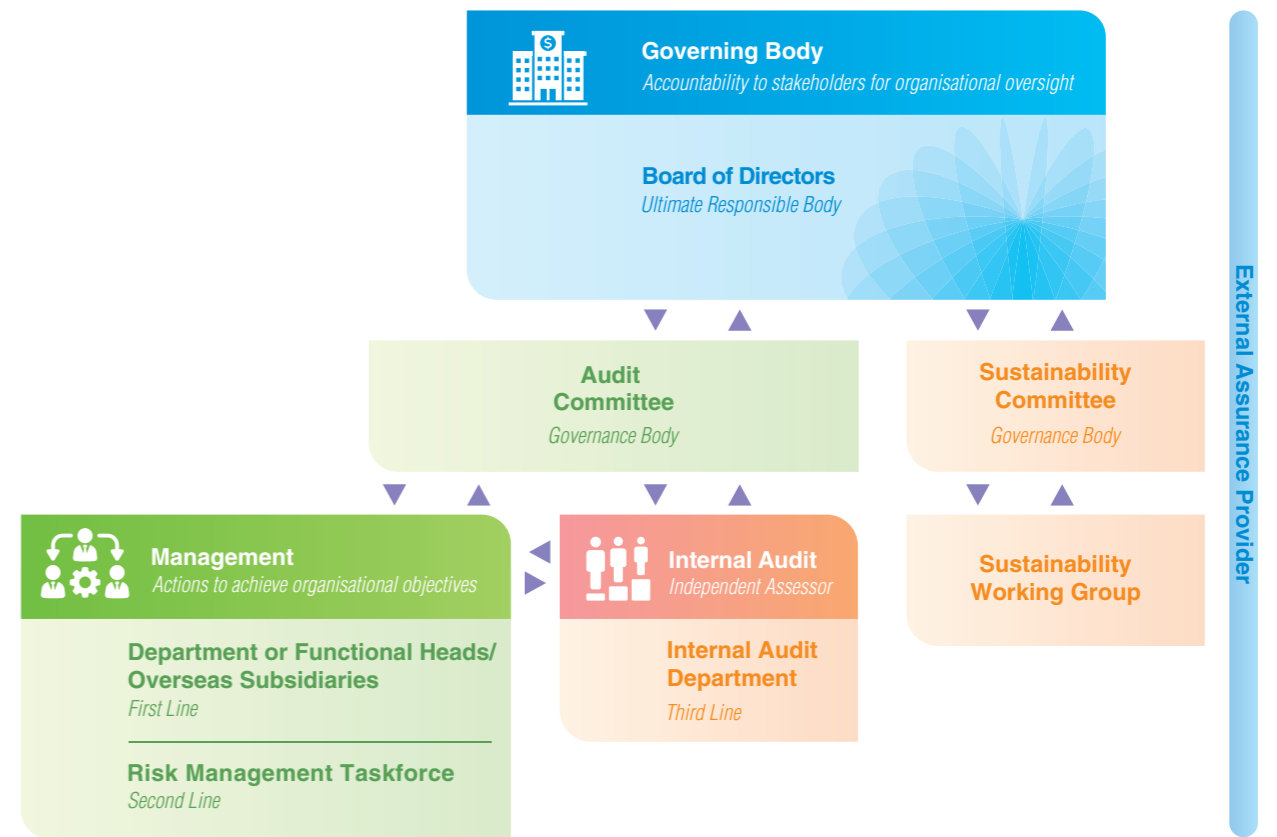 $
Governing Body
Accountability to stakeholders for organisational oversight
Board of Directors
Ultimate Responsible Body
Audit
Committee
Governance Body
Sustainability
Committee
Governance Body
Management
Actions to achieve organisational objectives
Department or Functional Heads/
Overseas Subsidiaries
First Line
Risk Management Taskforce
Second Line
Internal Audit
Independent Assessor
Internal Audit
Department
Third Line
Sustainability
Working Group
External Assurance Provider